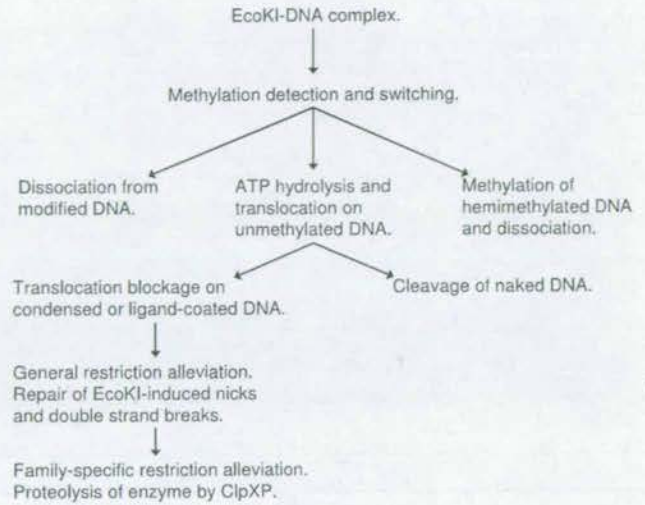 EcoKI-DNA complex.
Methylation detection and switching.
Dissociation from
modified DNA.
ATP hydrolysis and
translocation on
unmethylated DNA.
Methylation of
hemimethylated DNA
and dissociation.
Translocation blockage on
condensed or ligand-coated DNA.
Cleavage of naked DNA.
General restriction alleviation.
Repair of EcoKI-induced nicks
and double strand breaks.
Family-specific restriction alleviation.
Proteolysis of enzyme by ClpXP.